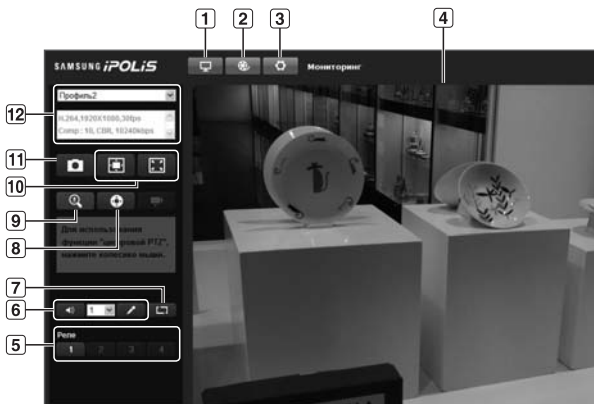 1 2 3 4
SAMSUNG iPOLiS Мониторинг
12 Профиль2
H.264,1920X1080,30fps
Comp : 10, CBR, 10240kbps
11
10
9 8
Для использования
функции "цифровой PTZ",
нажмите колесико мыши.
7
6 1
5 Реле
1 2 3 4